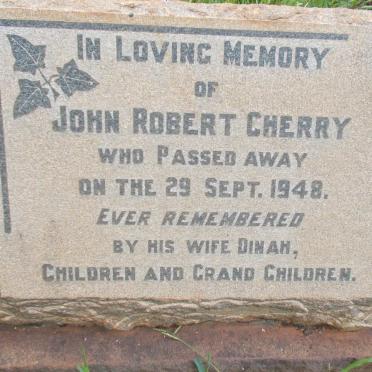 IN LOVING MEMORY
OF
JOHN ROBERT CHERRY
WHO PASSED AWAY
ON THE 29 SEPT. 1948.
EVER REMEMBERED
BY HIS WIFE DINAH,
CHILDREN AND GRAND CHILDREN.